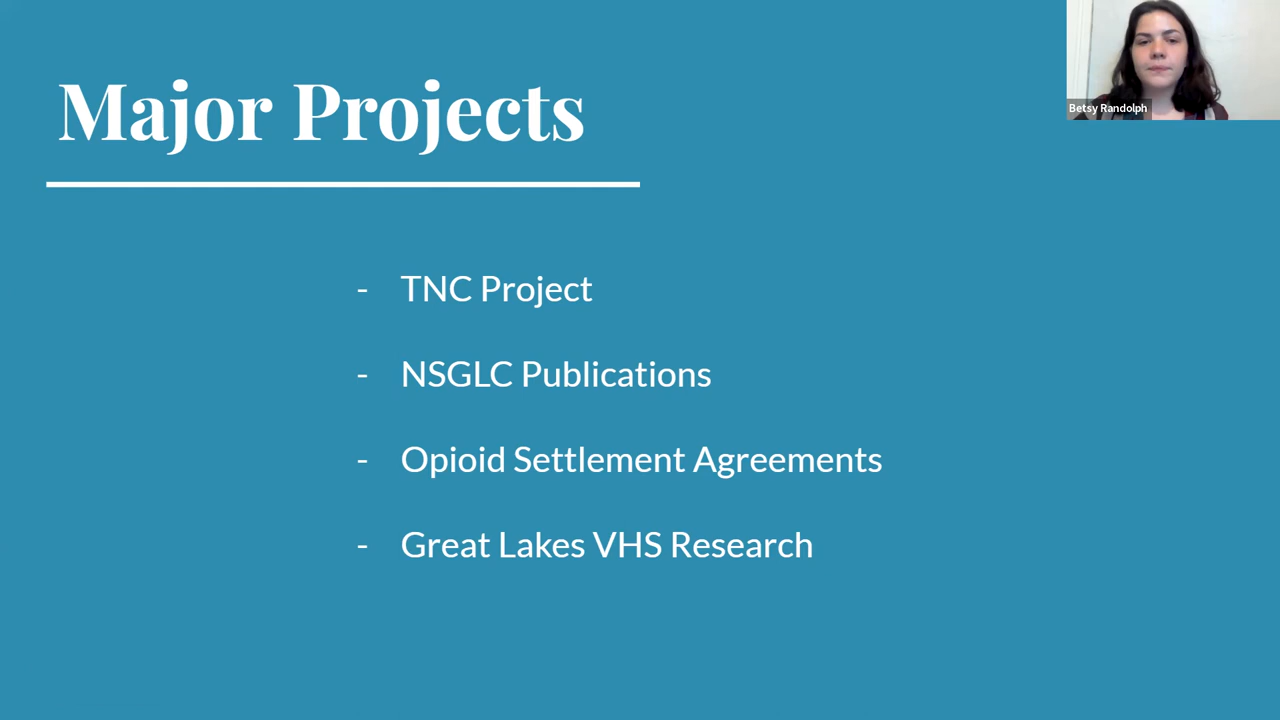 Major Projects
Betsy Randolph
- TNC Project
- NSGLC Publications
- Opioid Settlement Agreements
- Great Lakes VHS Research